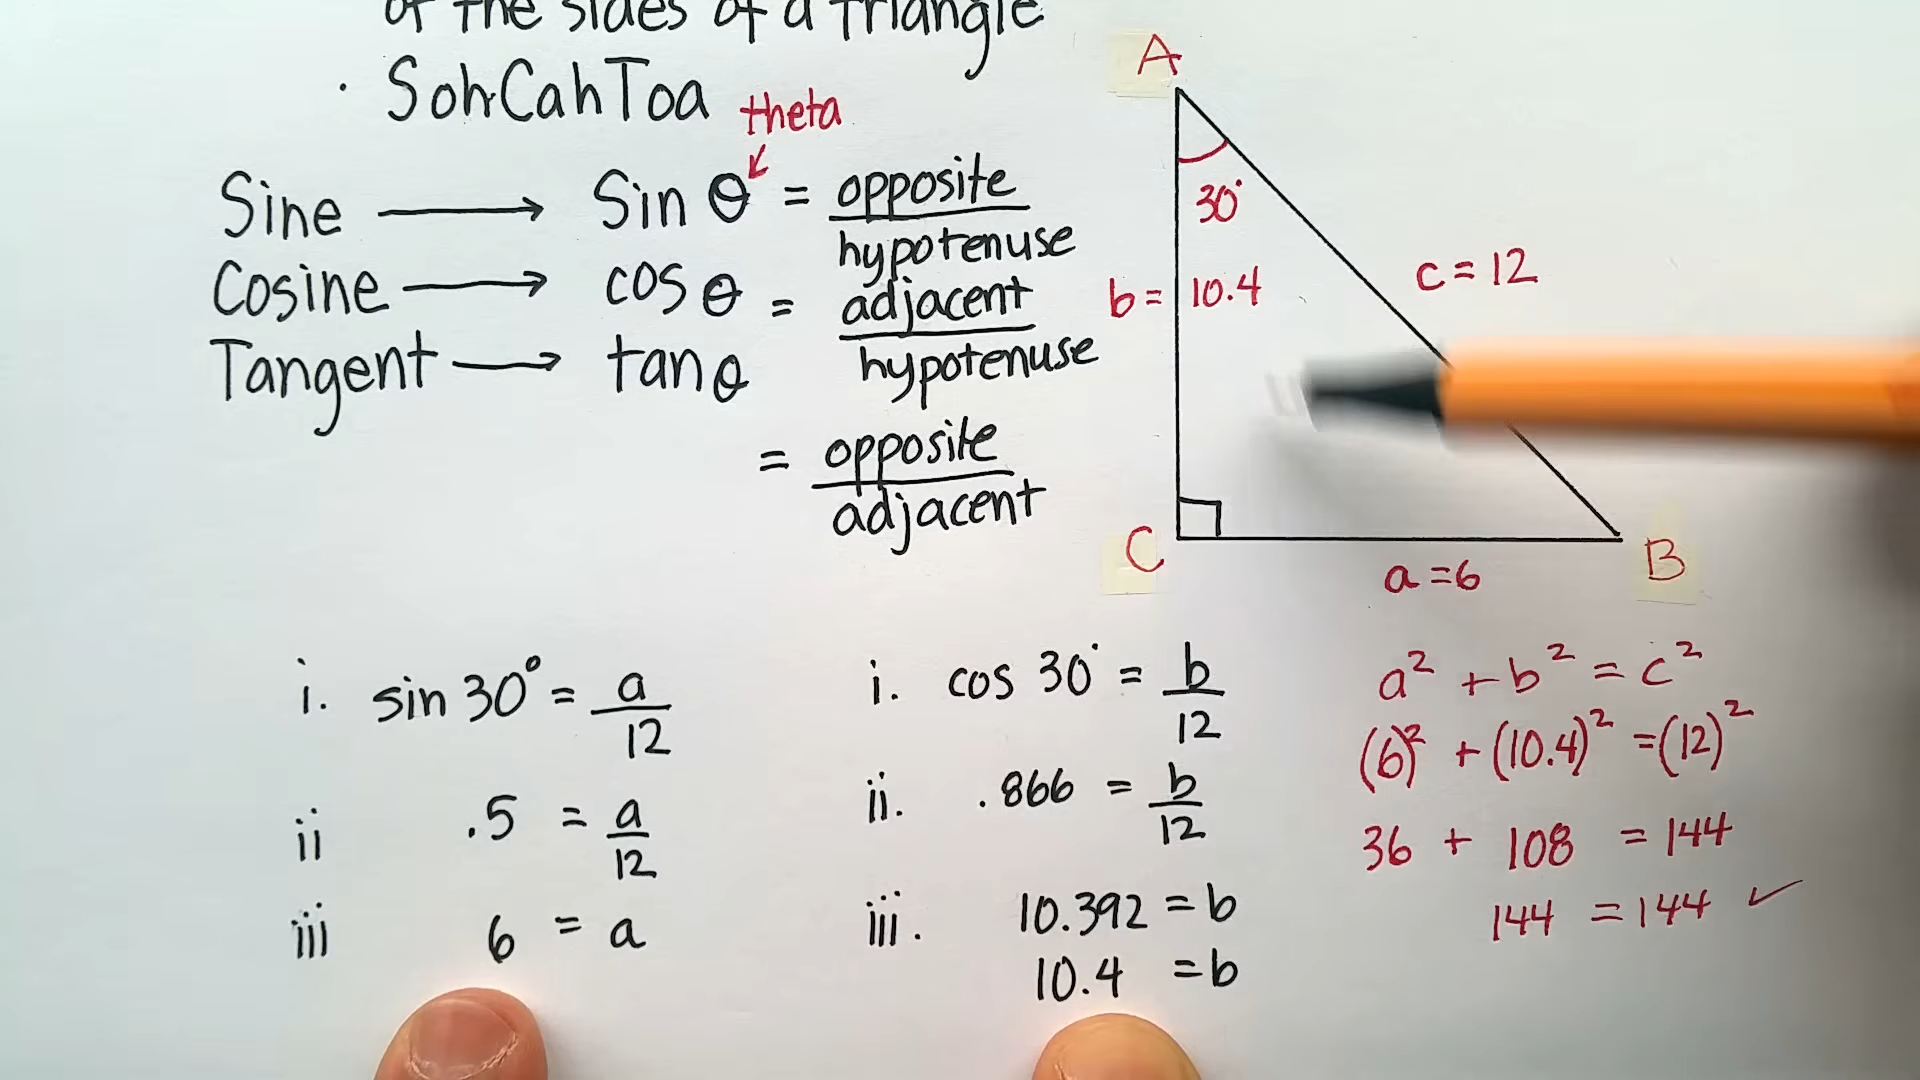 of the sides of a triangle
· SohCahToa
theta
Sine → Sin θ = opposite / hypotenuse
Cosine → cos θ = adjacent / hypotenuse
Tangent → tan θ
= opposite / adjacent
A
30°
b = 10.4
c = 12
C
B
a = 6
i. sin 30° = a / 12
ii .5 = a / 12
iii 6 = a
i. cos 30° = b / 12
ii. .866 = b / 12
iii. 10.392 = b
10.4 = b
a² + b² = c²
(6)² + (10.4)² = (12)²
36 + 108 = 144
144 = 144 ✓